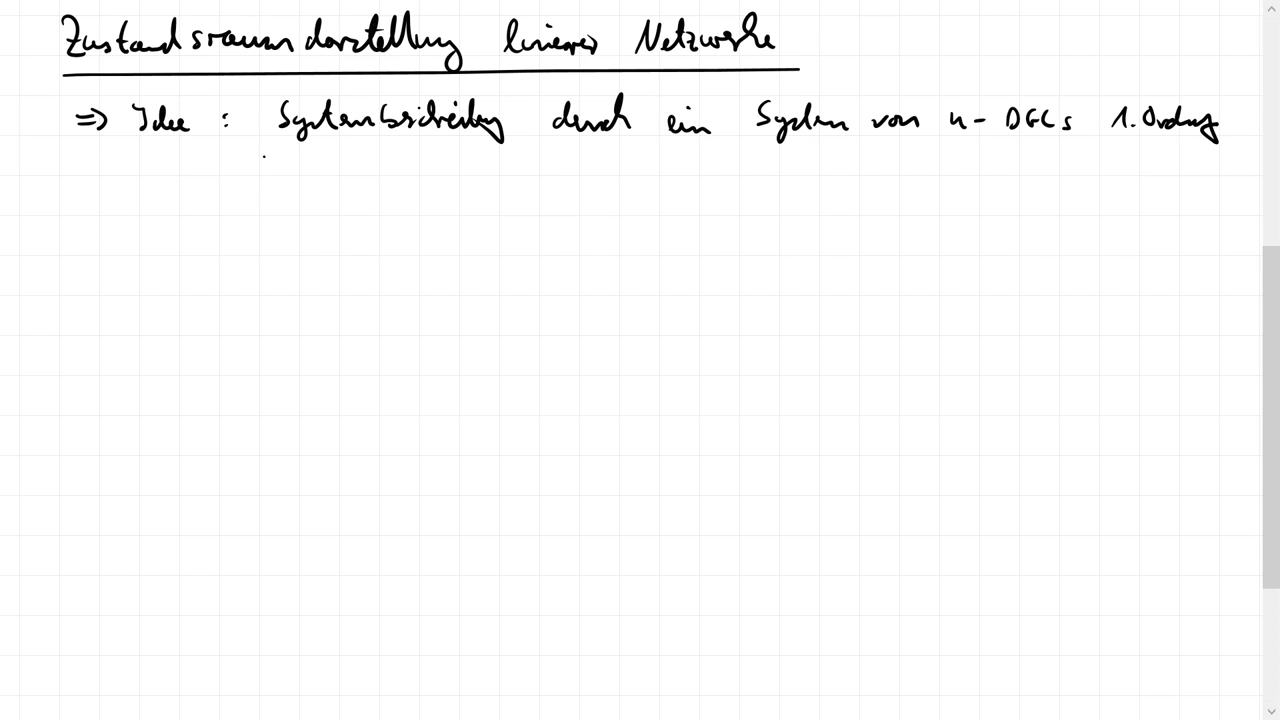 Zustandsraumdarstellung linearer Netzwerke
⇒ Idee : Systembeschreibung durch ein System von n- DGLs 1. Ordnung